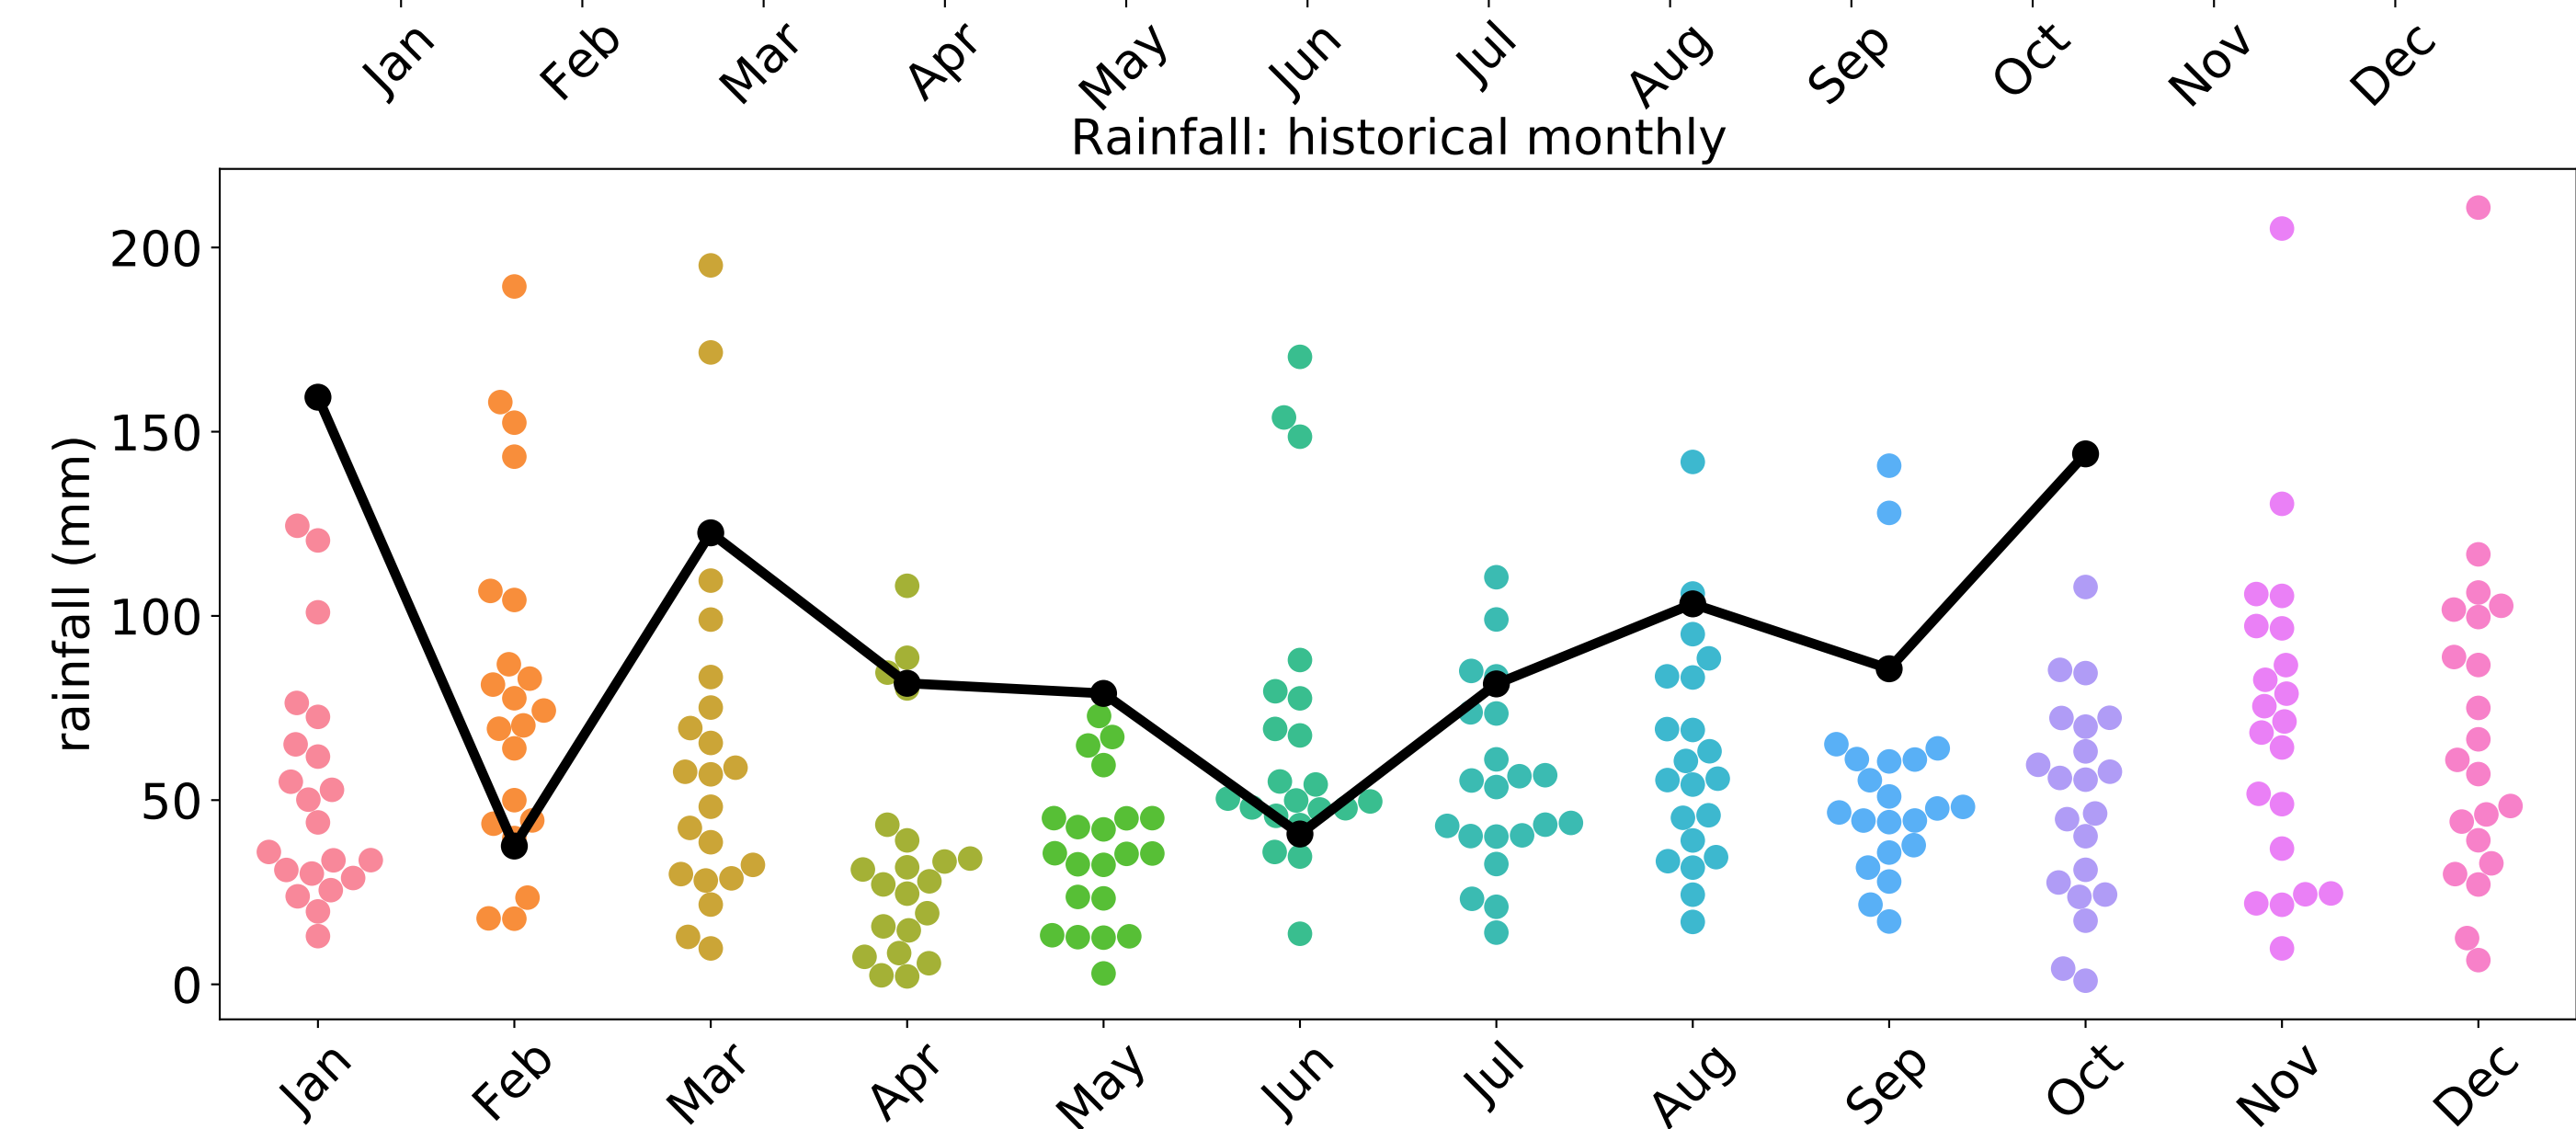 Jan Feb Mar Apr May Jun Jul Aug Sep Oct Nov Dec
Rainfall: historical monthly
rainfall (mm)
200
150
100
50
0
Jan Feb Mar Apr May Jun Jul Aug Sep Oct Nov Dec